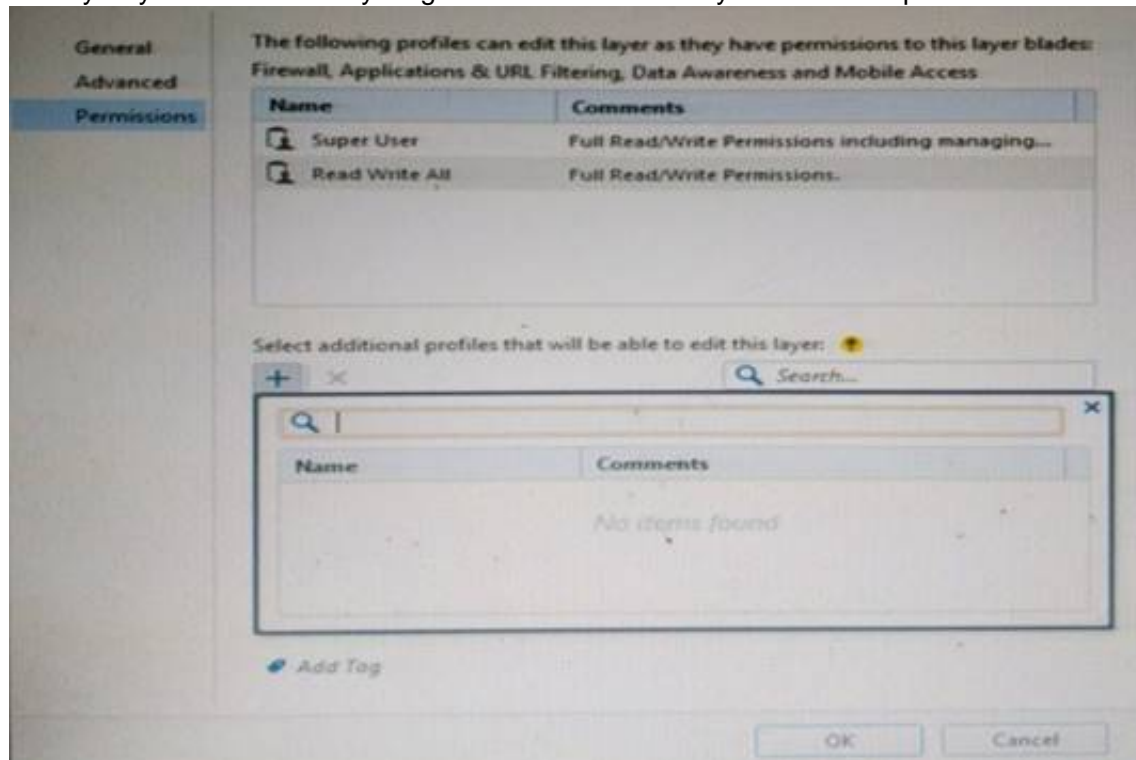 General
Advanced
Permissions
The following profiles can edit this layer as they have permissions to this layer blades:
Firewall, Applications & URL Filtering, Data Awareness and Mobile Access
Name Comments
Super User Full Read/Write Permissions including managing...
Read Write All Full Read/Write Permissions.
Select additional profiles that will be able to edit this layer:
Search...
Name Comments
No items found
Add Tag
OK Cancel